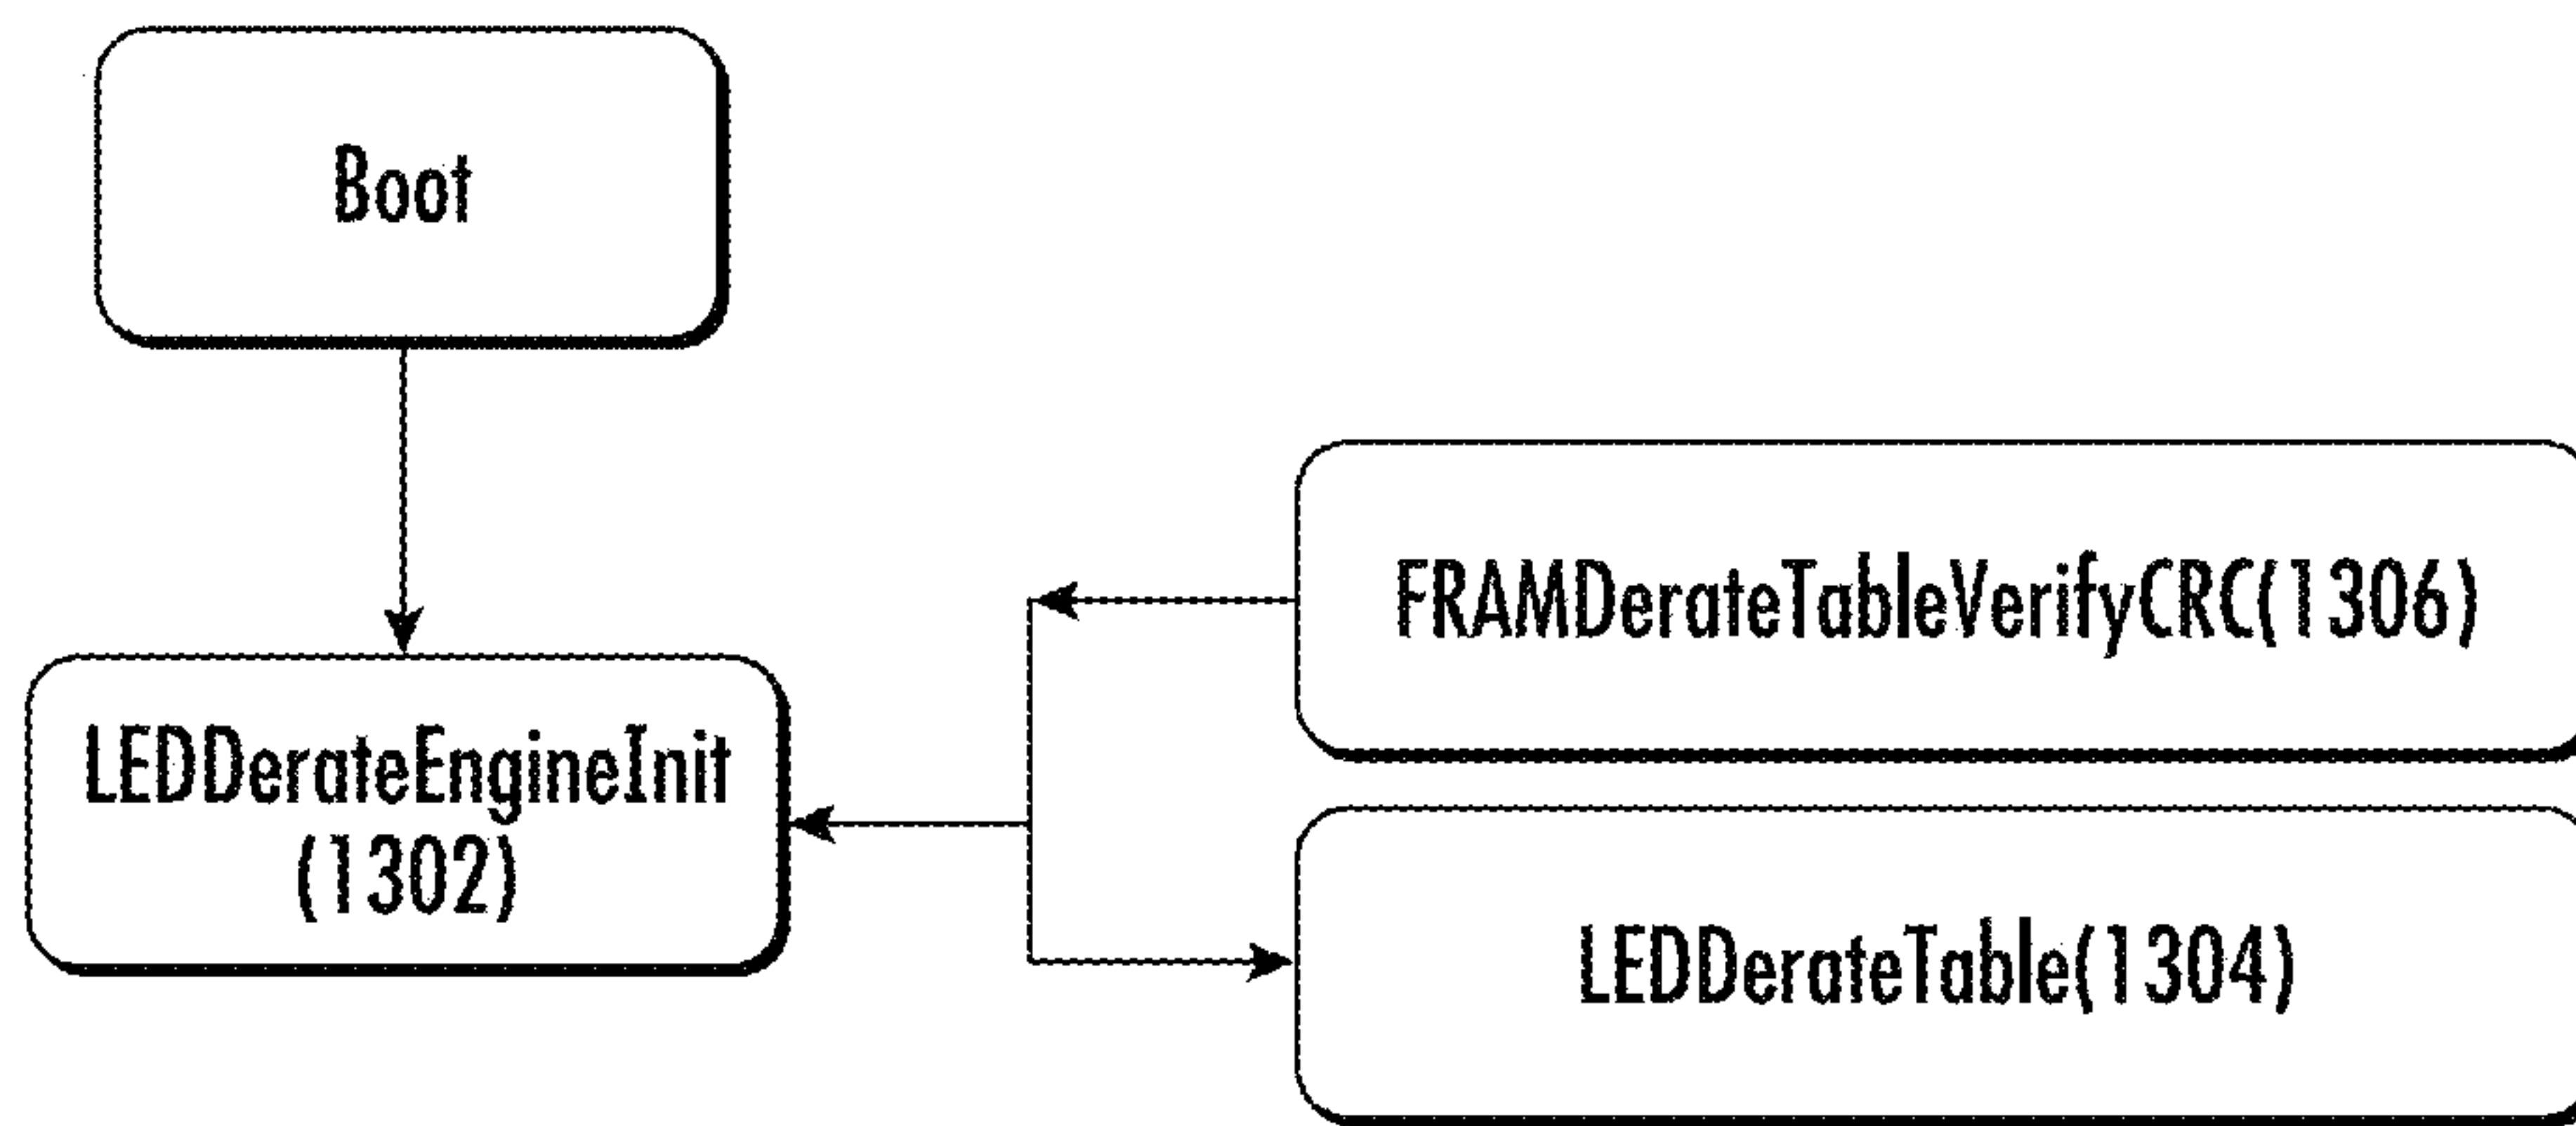 Boot
LEDDerateEngineInit
(1302)
FRAMDerateTableVerifyCRC(1306)
LEDDerateTable(1304)